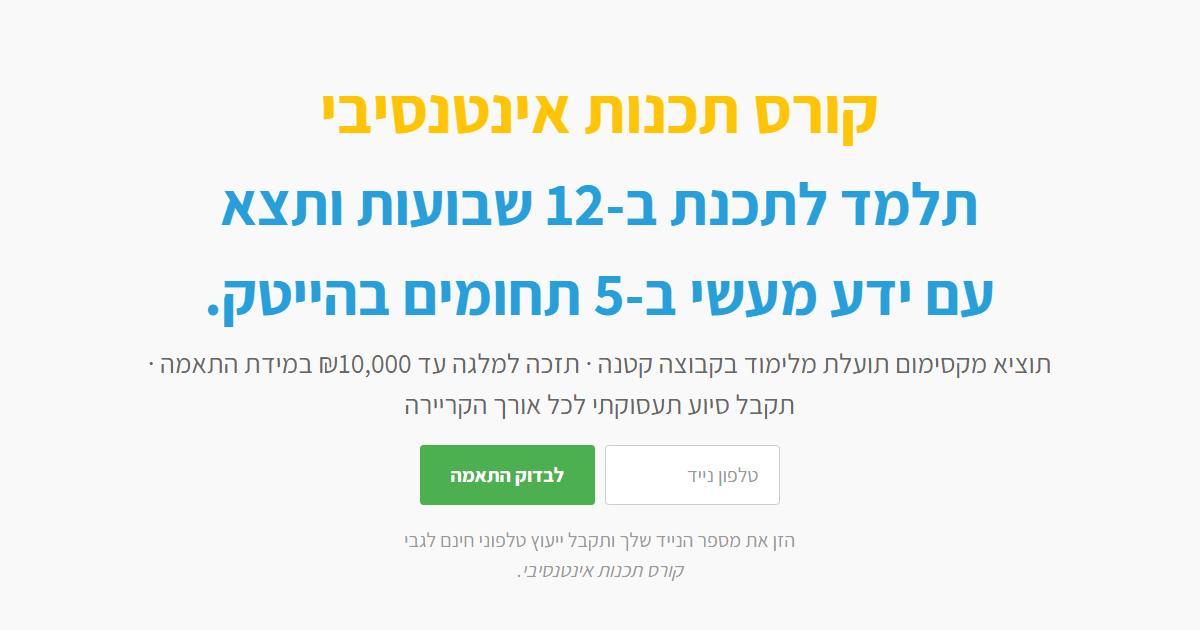 קורס תכנות אינטנסיבי
תלמד לתכנת ב-12 שבועות ותצא
עם ידע מעשי ב-5 תחומים בהייטק.
תוציא מקסימום תועלת מלימוד בקבוצה קטנה · תזכה למלגה עד 10,000₪ במידת התאמה ·
תקבל סיוע תעסוקתי לכל אורך הקריירה
טלפון נייד
לבדוק התאמה
הזן את מספר הנייד שלך ותקבל ייעוץ טלפוני חינם לגבי
קורס תכנות אינטנסיבי.